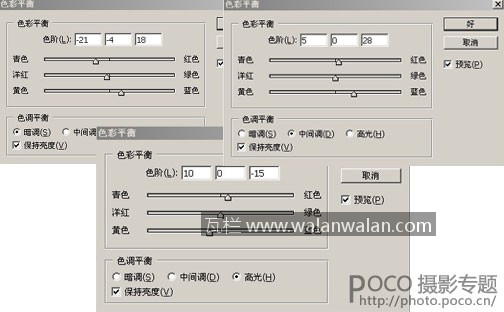 色彩平衡
色彩平衡
色阶(L): -21 -4 18
青色 红色
洋红 绿色
黄色 蓝色
色调平衡
暗调(S) 中间调(D)
保持亮度(V)
色彩平衡
色彩平衡
色阶(L): 5 0 28
青色 红色
洋红 绿色
黄色 蓝色
色调平衡
暗调(S) 中间调(D) 高光(H)
保持亮度(V)
好
取消
预览(P)
色彩平衡
色彩平衡
色阶(L): 10 0 -15
青色 红色
洋红 绿色
黄色 蓝色
色调平衡
暗调(S) 中间调(D) 高光(H)
保持亮度(V)
取消
预览(P)
瓦栏 www.walanwalan.com
POCO 摄影专题
http://photo.poco.cn/